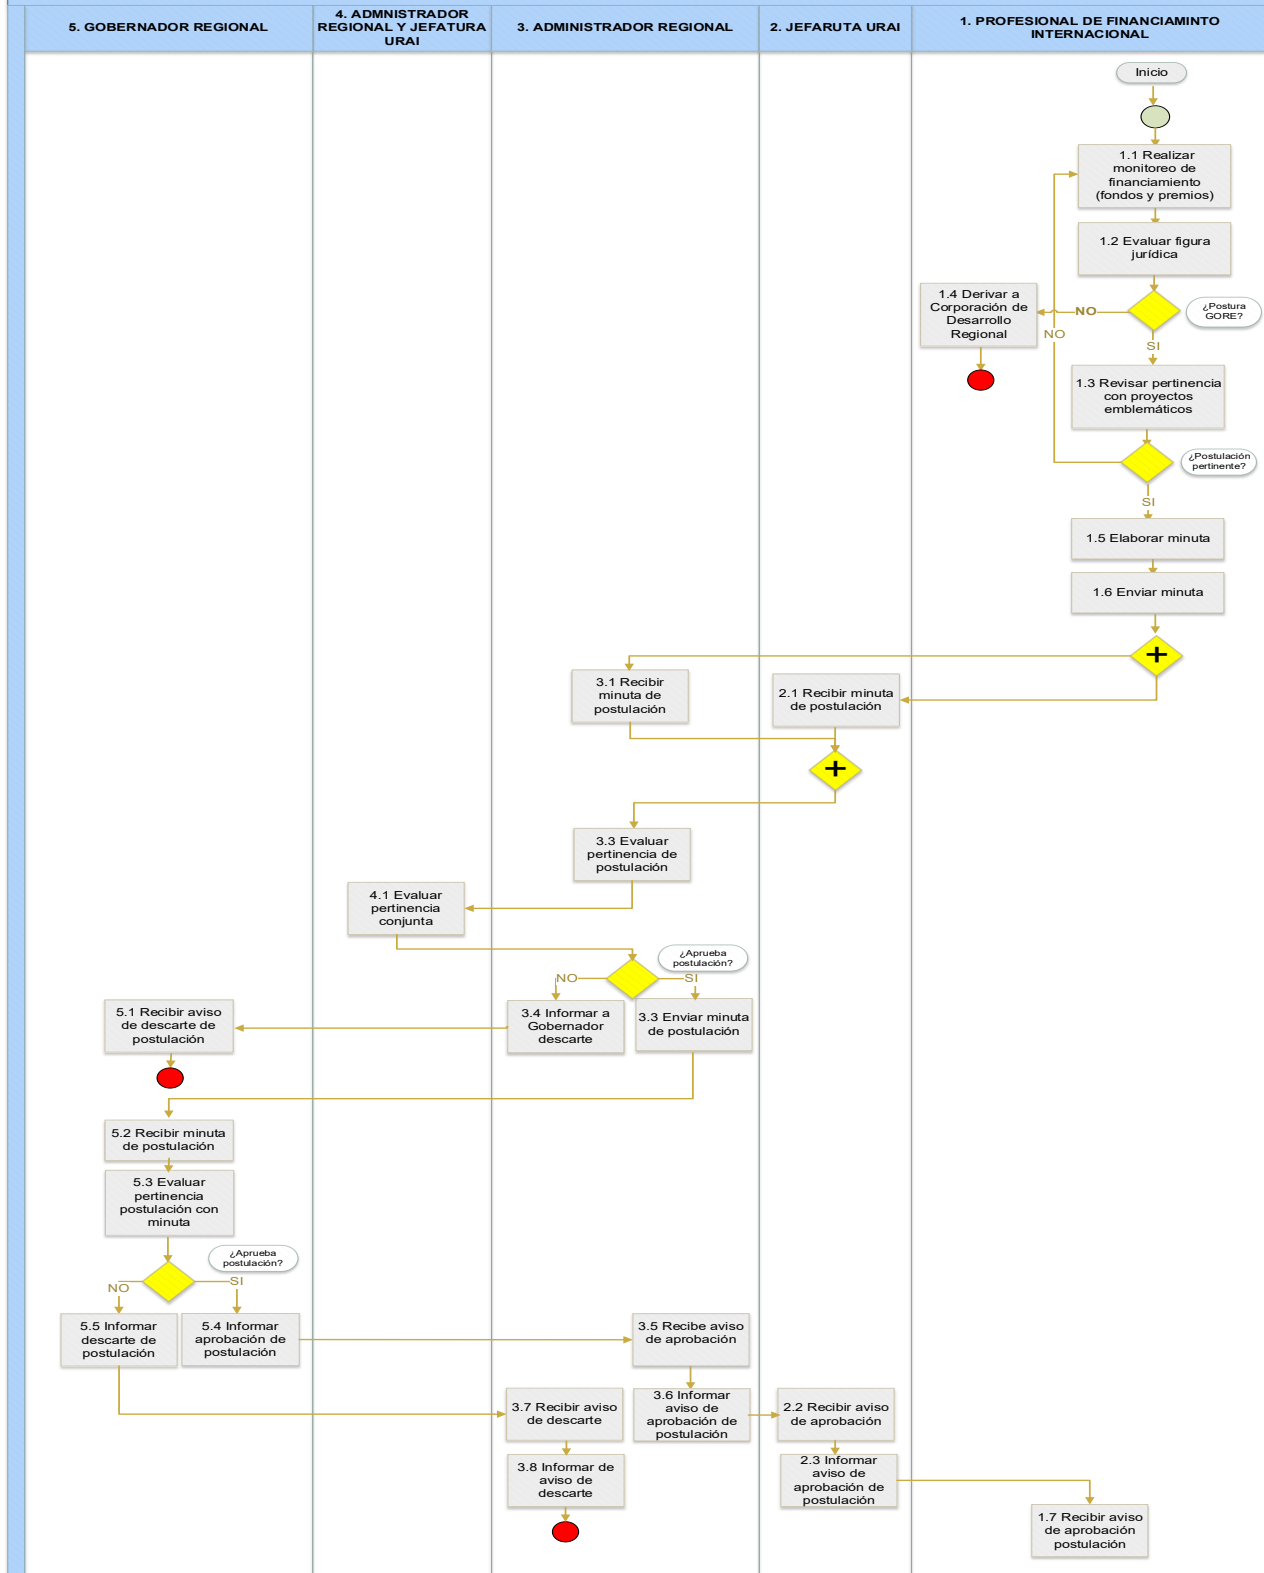 5. GOBERNADOR REGIONAL
4. ADMNISTRADOR
REGIONAL Y JEFATURA
URAI
3. ADMINISTRADOR REGIONAL
2. JEFARUTA URAI
1. PROFESIONAL DE FINANCIAMINTO
INTERNACIONAL
Inicio
1.1 Realizar
monitoreo de
financiamiento
(fondos y premios)
1.2 Evaluar figura
jurídica
1.4 Derivar a
Corporación de
Desarrollo
Regional
NO
¿Postura
GORE?
NO
SI
1.3 Revisar pertinencia
con proyectos
emblemáticos
¿Postulación
pertinente?
SI
1.5 Elaborar minuta
1.6 Enviar minuta
+
3.1 Recibir
minuta de
postulación
2.1 Recibir minuta
de postulación
+
3.3 Evaluar
pertinencia de
postulación
4.1 Evaluar
pertinencia
conjunta
¿Aprueba
postulación?
NO
SI
5.1 Recibir aviso
de descarte de
postulación
3.4 Informar a
Gobernador
descarte
3.3 Enviar minuta
de postulación
5.2 Recibir minuta
de postulación
5.3 Evaluar
pertinencia
postulación con
minuta
¿Aprueba
postulación?
NO
SI
5.5 Informar
descarte de
postulación
5.4 Informar
aprobación de
postulación
3.5 Recibe aviso
de aprobación
3.7 Recibir aviso
de descarte
3.6 Informar
aviso de
aprobación de
postulación
2.2 Recibir aviso
de aprobación
3.8 Informar de
aviso de
descarte
2.3 Informar
aviso de
aprobación de
postulación
1.7 Recibir aviso
de aprobación
postulación